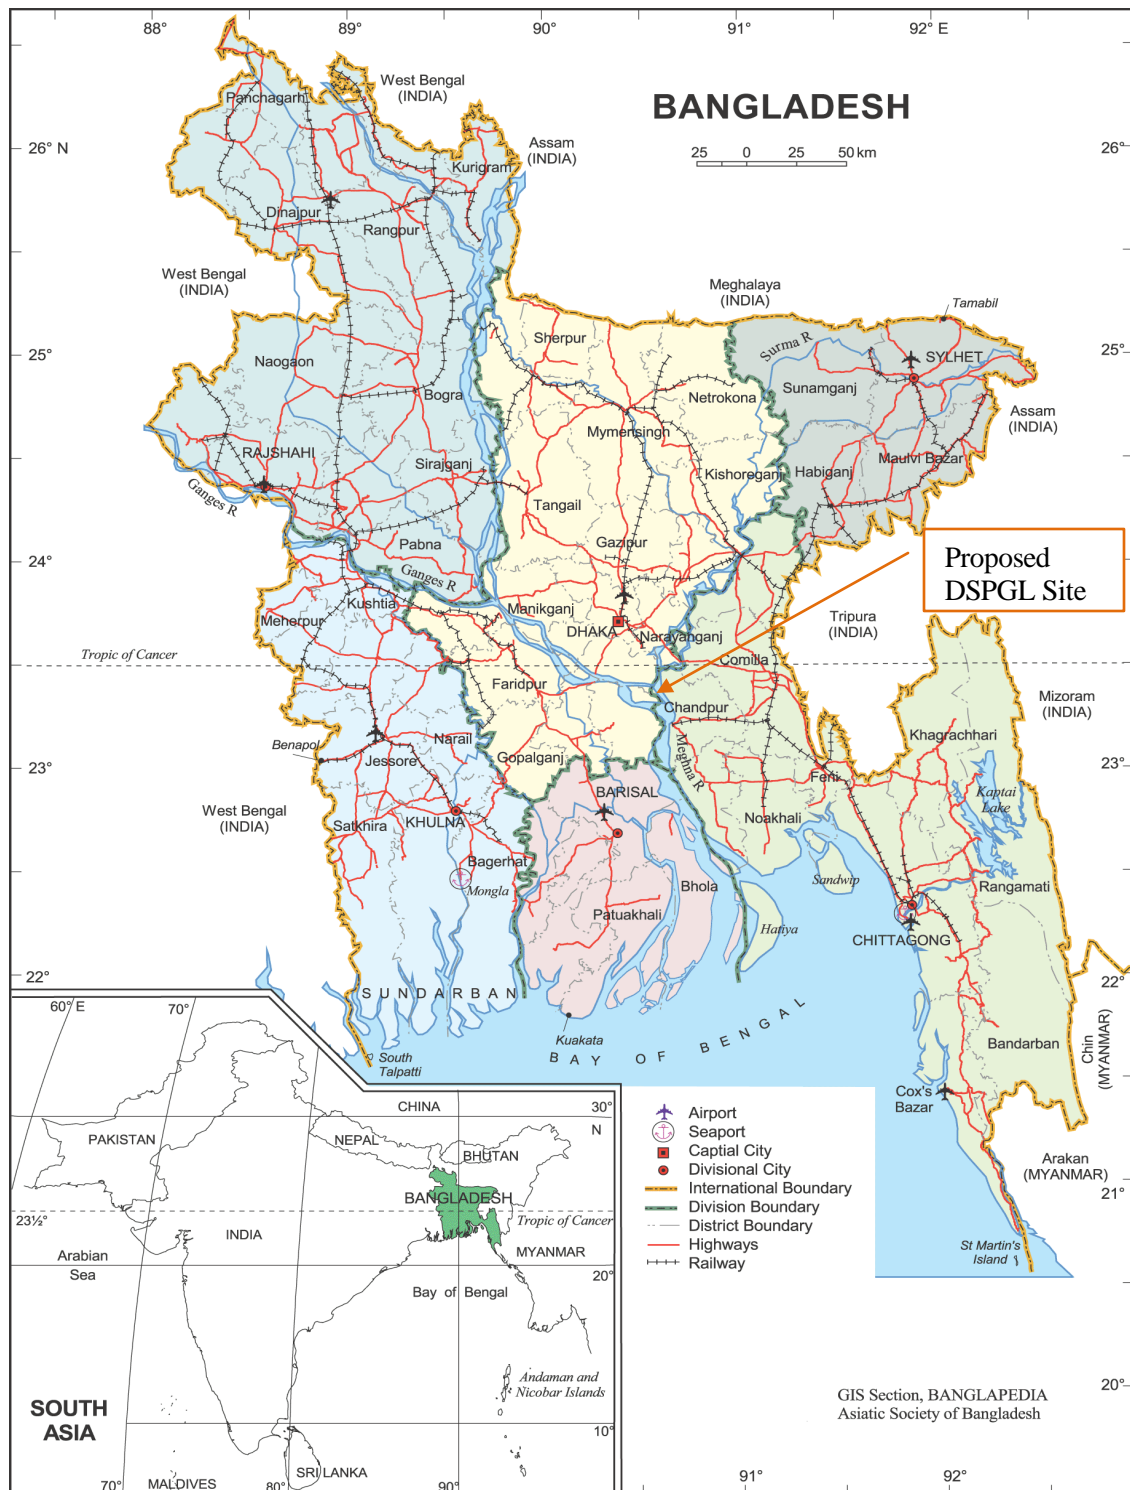 88°
89°
90°
91°
92° E
BANGLADESH
25 0 25 50 km
26° N
26°
25°
25°
24°
23°
23°
22°
22°
21°
20°
91°
92°
West Bengal
(INDIA)
Assam
(INDIA)
Panchagarh
Kurigram
Dinajpur
Rangpur
West Bengal
(INDIA)
Meghalaya
(INDIA)
Tamabil
Sherpur
Surma R
SYLHET
Naogaon
Sunamganj
Bogra
Netrokona
Assam
(INDIA)
Mymensingh
RAJSHAHI
Sirajganj
Kishoreganj
Habiganj
Maulvi Bazar
Ganges R
Tangail
Pabna
Gazipur
Ganges R
Proposed
DSPGL Site
Kushtia
Manikganj
Meherpur
DHAKA
Narayanganj
Tripura
(INDIA)
Tropic of Cancer
Comilla
Faridpur
Chandpur
Mizoram
(INDIA)
Benapol
Narail
Jessore
Gopalganj
Meghna R
Khagrachhari
Feni
Kaptai
Lake
West Bengal
(INDIA)
BARISAL
Satkhira
KHULNA
Noakhali
Bagerhat
Mongla
Bhola
Sandwip
Rangamati
Patuakhali
Hatiya
CHITTAGONG
SUNDARBAN
Kuakata
BAY OF BENGAL
South
Talpatti
Bandarban
Chin
(MYANMAR)
Cox's
Bazar
Arakan
(MYANMAR)
St Martin's
Island
Airport
Seaport
Captial City
Divisional City
International Boundary
Division Boundary
District Boundary
Highways
Railway
60° E
70°
CHINA
30°
N
PAKISTAN
NEPAL
BHUTAN
BANGLADESH
23½°
Tropic of Cancer
INDIA
MYANMAR
Arabian
Sea
20°
Bay of Bengal
Andaman and
Nicobar Islands
SOUTH
ASIA
10°
SRI LANKA
MALDIVES
70°
80°
90°
GIS Section, BANGLAPEDIA
Asiatic Society of Bangladesh